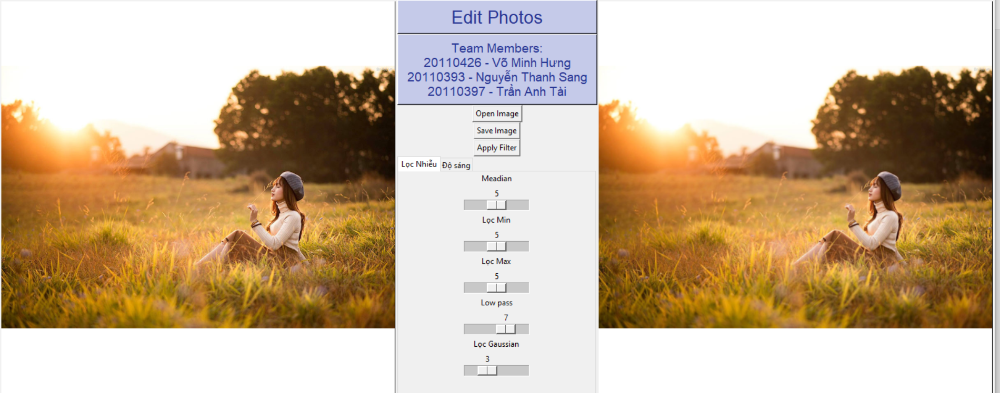 Edit Photos
Team Members:
20110426 - Võ Minh Hưng
20110393 - Nguyễn Thanh Sang
20110397 - Trần Anh Tài
Open Image
Save Image
Apply Filter
Lọc Nhiễu
Độ sáng
Meadian
5
Lọc Min
5
Lọc Max
5
Low pass
7
Lọc Gaussian
3